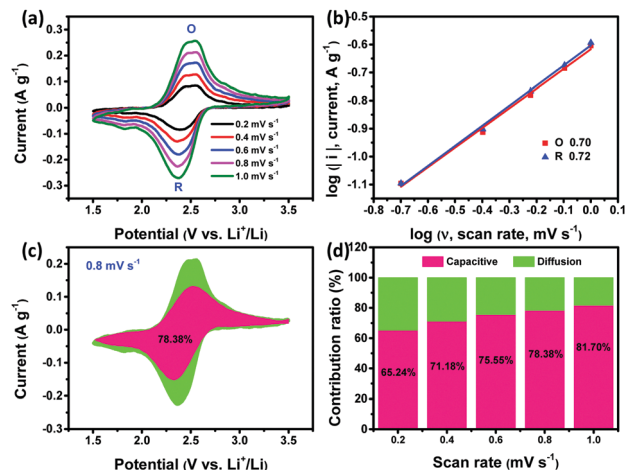 (a)
O
R
0.2 mV s⁻¹
0.4 mV s⁻¹
0.6 mV s⁻¹
0.8 mV s⁻¹
1.0 mV s⁻¹
0.3
0.2
0.1
0.0
-0.1
-0.2
-0.3
Current (A g⁻¹)
1.5 2.0 2.5 3.0 3.5
Potential (V vs. Li⁺/Li)
(b)
O 0.70
R 0.72
-0.6
-0.7
-0.8
-0.9
-1.0
-1.1
log (| i |, current, A g⁻¹)
-0.8 -0.7 -0.6 -0.5 -0.4 -0.3 -0.2 -0.1 0.0 0.1
log (ν, scan rate, mV s⁻¹)
(c)
0.8 mV s⁻¹
78.38%
0.3
0.2
0.1
0.0
-0.1
-0.2
-0.3
Current (A g⁻¹)
1.5 2.0 2.5 3.0 3.5
Potential (V vs. Li⁺/Li)
(d)
Capacitive Diffusion
120
100
80
60
40
20
0
Contribution ratio (%)
65.24% 71.18% 75.55% 78.38% 81.70%
0.2 0.4 0.6 0.8 1.0
Scan rate (mV s⁻¹)